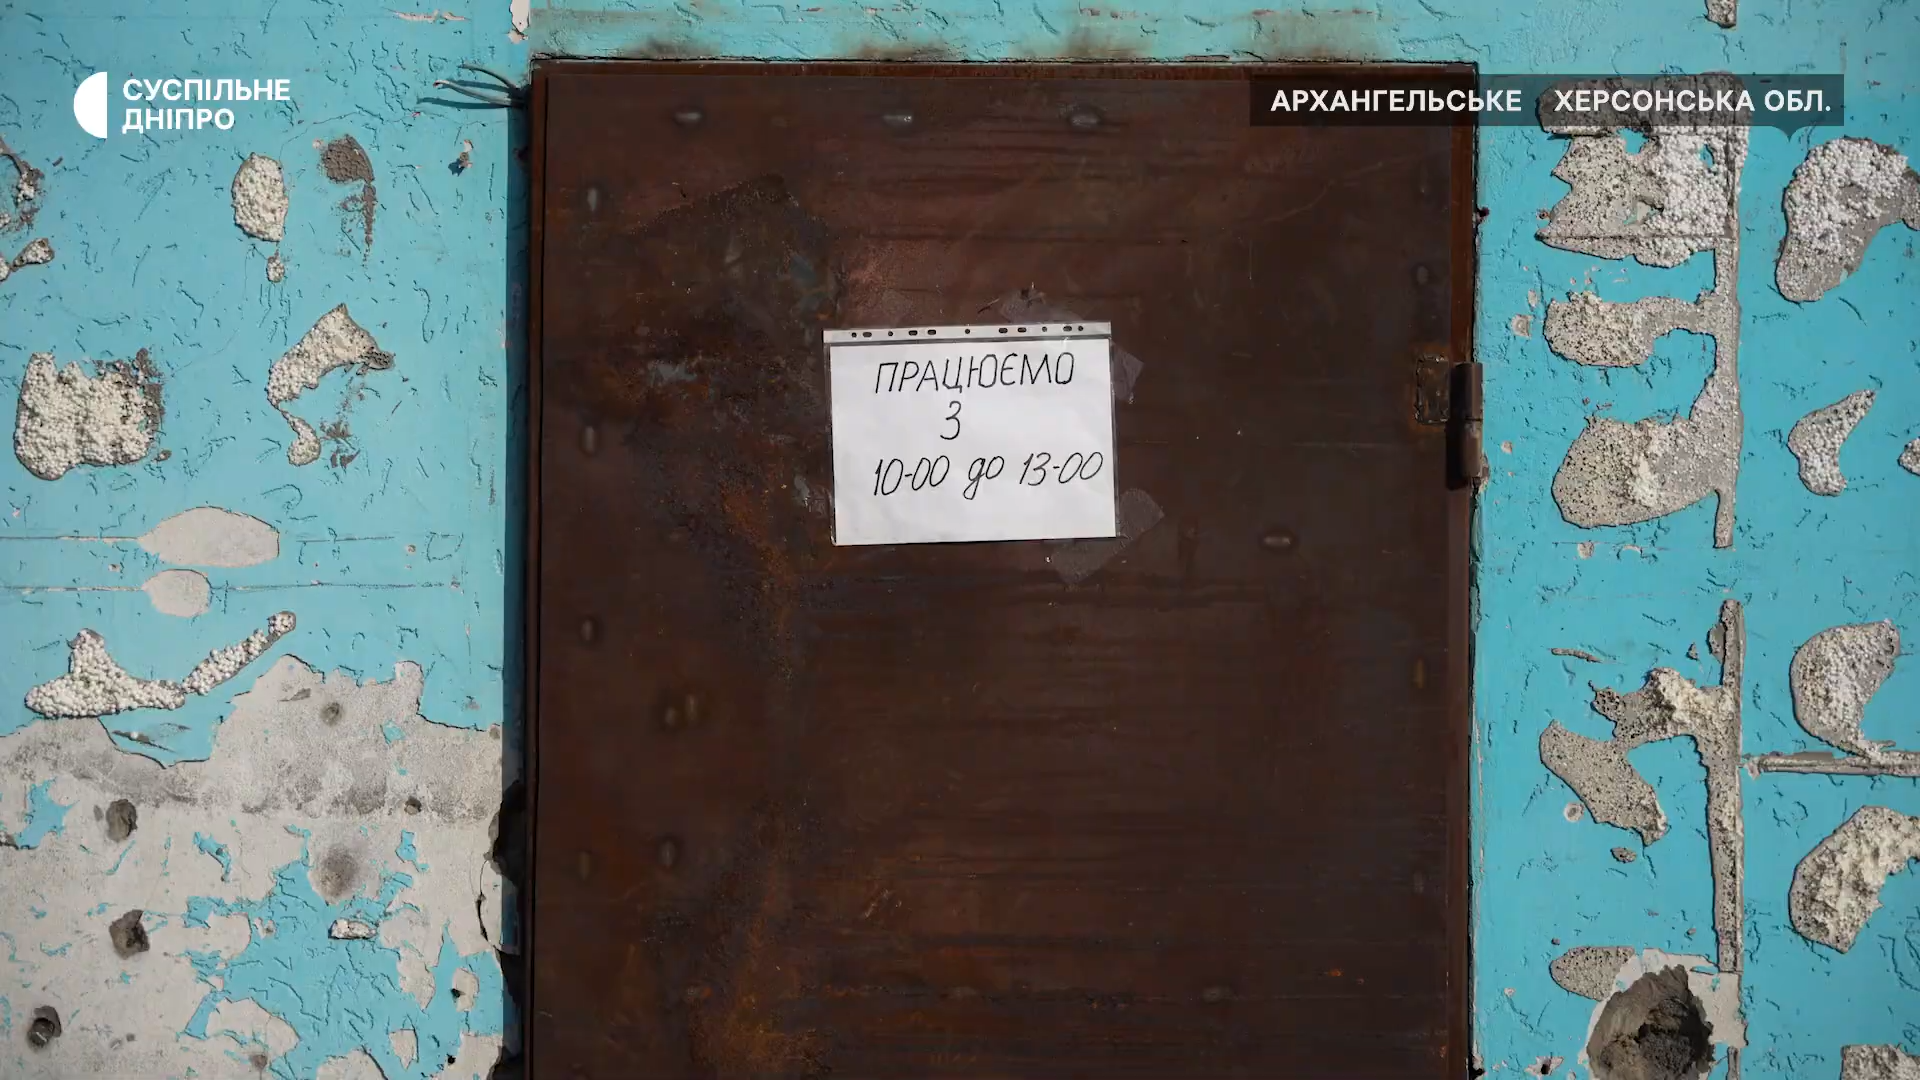 СУСПІЛЬНЕ
ДНІПРО
АРХАНГЕЛЬСЬКЕ ХЕРСОНСЬКА ОБЛ.
ПРАЦЮЄМО
З
10-00 до 13-00